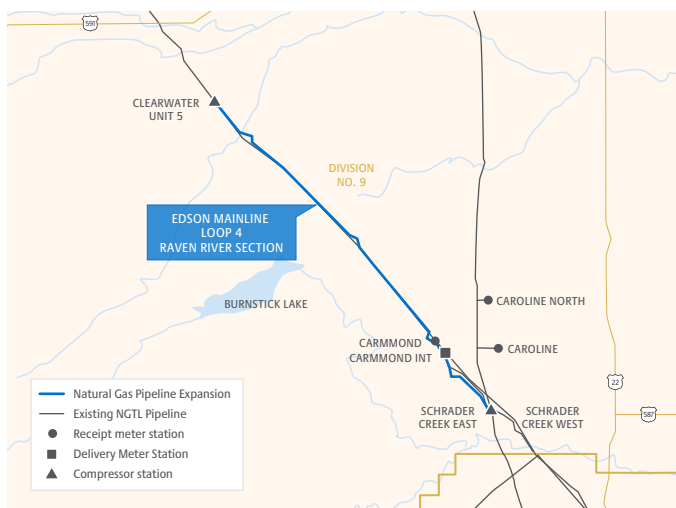 591
CLEARWATER
UNIT 5
DIVISION
NO. 9
EDSON MAINLINE
LOOP 4
RAVEN RIVER SECTION
BURNSTICK LAKE
CAROLINE NORTH
CARMMOND
CARMMOND INT
CAROLINE
22
587
SCHRADER
CREEK EAST
SCHRADER
CREEK WEST
Natural Gas Pipeline Expansion
Existing NGTL Pipeline
Receipt meter station
Delivery Meter Station
Compressor station